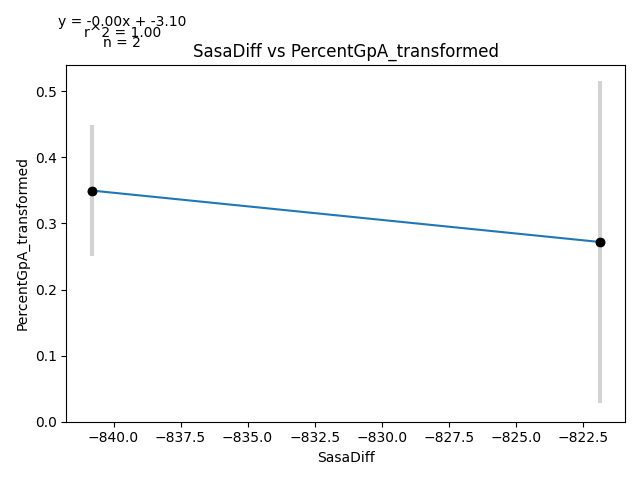 y = -0.00x + -3.10
r^2 = 1.00
n = 2
SasaDiff vs PercentGpA_transformed
PercentGpA_transformed
0.5
0.4
0.3
0.2
0.1
0.0
−840.0 −837.5 −835.0 −832.5 −830.0 −827.5 −825.0 −822.5
SasaDiff